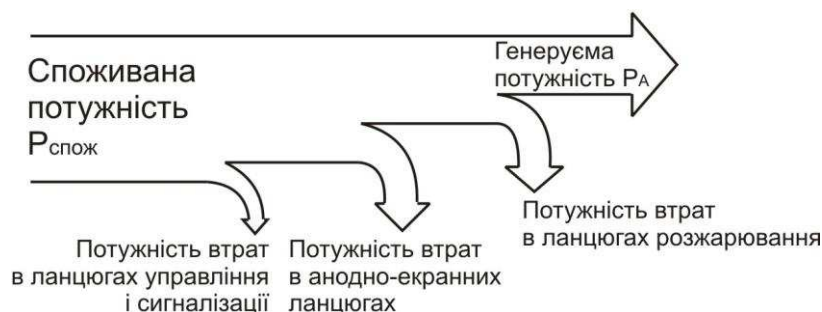 Споживана
потужність
Pспож
Генеруєма
потужність PА
Потужність втрат
в ланцюгах управління
і сигналізації
Потужність втрат
в анодно-екранних
ланцюгах
Потужність втрат
в ланцюгах розжарювання